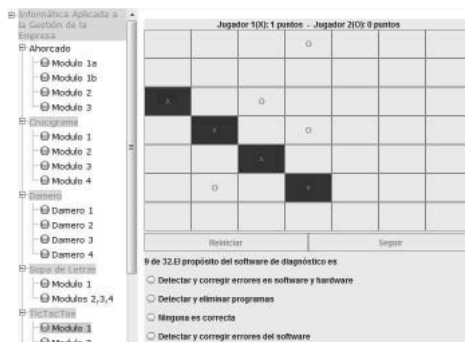 Informática Aplicada a
la Gestión de la
Empresa
Ahorcado
Modulo 1a
Modulo 1b
Modulo 2
Modulo 3
Crucigrama
Modulo 1
Modulo 2
Modulo 3
Modulo 4
Damero
Damero 1
Damero 2
Damero 3
Damero 4
Sopa de Letras
Modulo 1
Modulos 2,3,4
TicTacToe
Modulo 1
Jugador 1(X): 1 puntos - Jugador 2(O): 0 puntos
O
X O
X O
X
O X
Reiniciar Seguir
9 de 32.El propósito del software de diagnóstico es
Detectar y corregir errores en software y hardware
Detectar y eliminar programas
Ninguna es correcta
Detectar y corregir errores del software